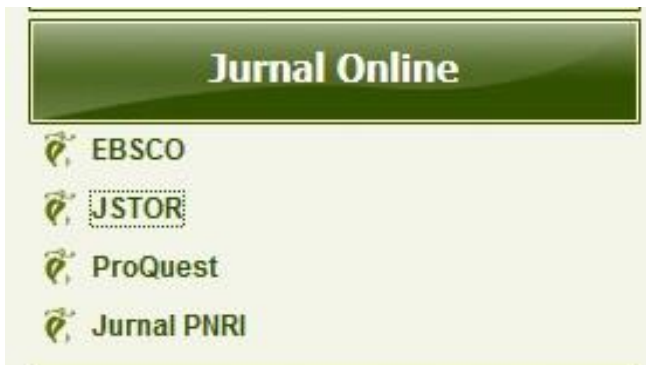 Jurnal Online
EBSCO
JSTOR
ProQuest
Jurnal PNRI